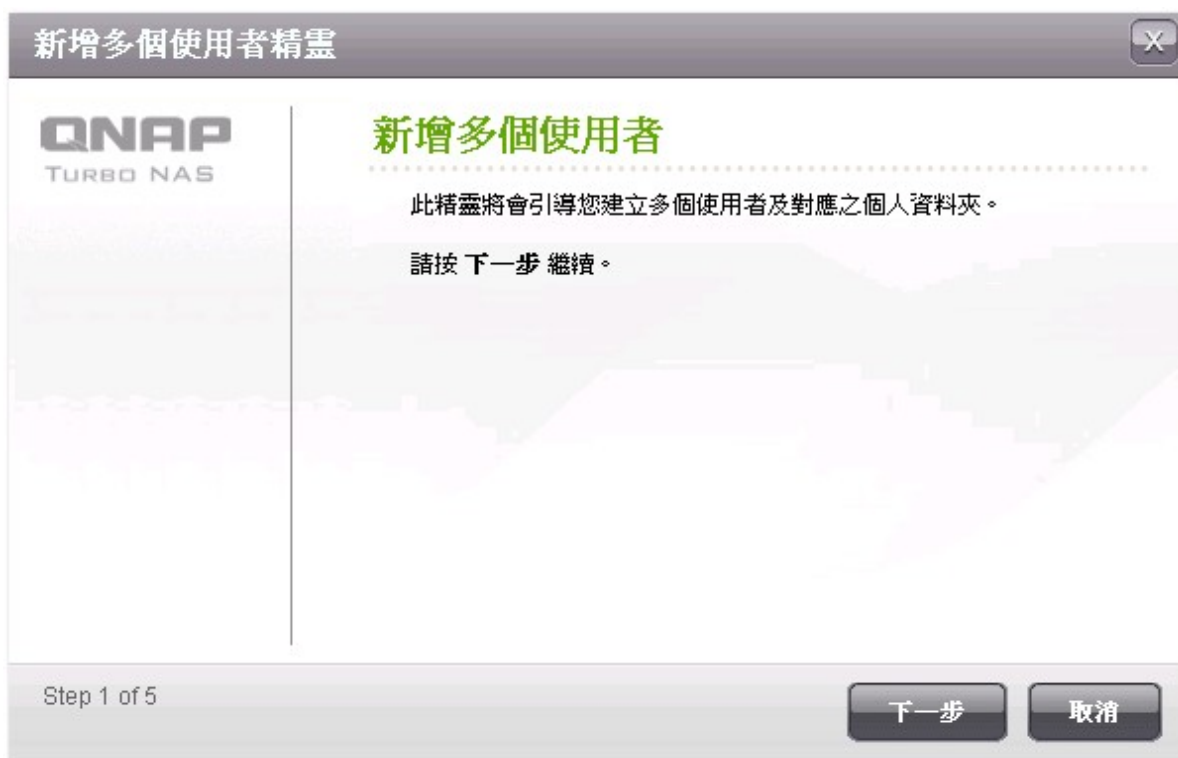 新增多個使用者精靈
X
QNAP
TURBO NAS
新增多個使用者
此精靈將會引導您建立多個使用者及對應之個人資料夾。
請按 下一步 繼續。
Step 1 of 5
下一步
取消